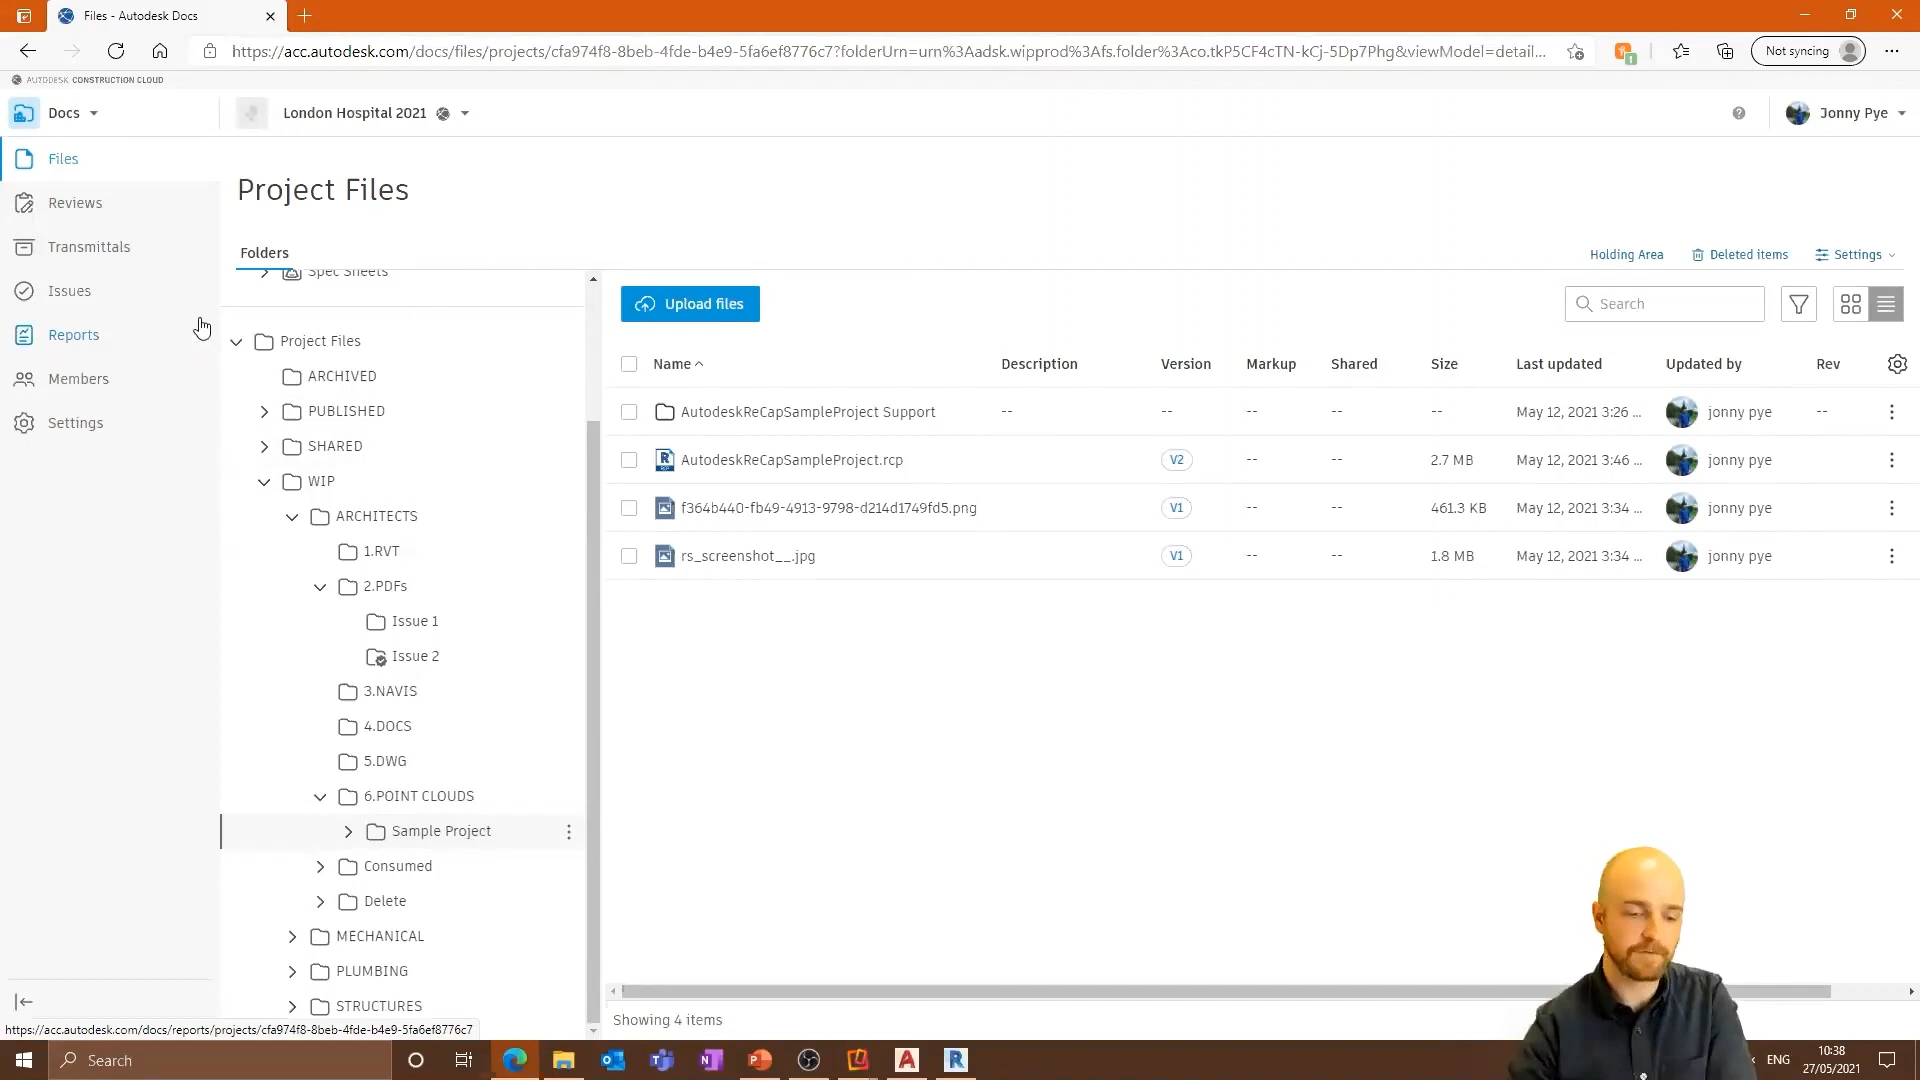 Files - Autodesk Docs
https://acc.autodesk.com/docs/files/projects/cfa974f8-8beb-4fde-b4e9-5fa6ef8776c7?folderUrn=urn%3Aadsk.wipprod%3Afs.folder%3Aco.tkP5CF4cTN-kCj-5Dp7Phg&viewModel=detail...
Not syncing
AUTODESK CONSTRUCTION CLOUD
Docs
London Hospital 2021
Jonny Pye
Files
Reviews
Transmittals
Issues
Reports
Members
Settings
Project Files
Folders
Holding Area
Deleted items
Settings
Spec Sheets
Project Files
ARCHIVED
PUBLISHED
SHARED
WIP
ARCHITECTS
1.RVT
2.PDFs
Issue 1
Issue 2
3.NAVIS
4.DOCS
5.DWG
6.POINT CLOUDS
Sample Project
Consumed
Delete
MECHANICAL
PLUMBING
STRUCTURES
Upload files
Search
Name Description Version Markup Shared Size Last updated Updated by Rev
AutodeskReCapSampleProject Support -- -- -- -- -- May 12, 2021 3:26 ... jonny pye --
AutodeskReCapSampleProject.rcp V2 -- -- 2.7 MB May 12, 2021 3:46 ... jonny pye
f364b440-fb49-4913-9798-d214d1749fd5.png V1 -- -- 461.3 KB May 12, 2021 3:34 ... jonny pye
rs_screenshot__.jpg V1 -- -- 1.8 MB May 12, 2021 3:34 ... jonny pye
Showing 4 items
https://acc.autodesk.com/docs/reports/projects/cfa974f8-8beb-4fde-b4e9-5fa6ef8776c7
Search
ENG
10:38
27/05/2021